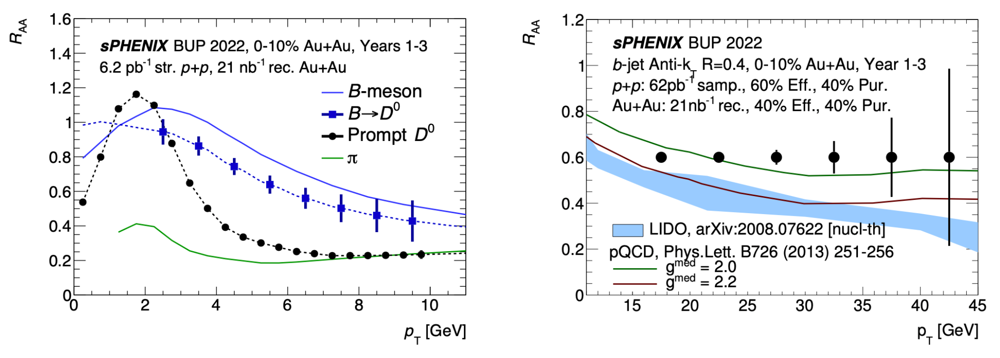 R_AA
1.6
1.4
1.2
1
0.8
0.6
0.4
0.2
0
sPHENIX BUP 2022, 0-10% Au+Au, Years 1-3
6.2 pb⁻¹ str. p+p, 21 nb⁻¹ rec. Au+Au
B-meson
B→D⁰
Prompt D⁰
π
0 2 4 6 8 10
p_T [GeV]
R_AA
1.2
1
0.8
0.6
0.4
0.2
0
sPHENIX BUP 2022
b-jet Anti-k_T R=0.4, 0-10% Au+Au, Year 1-3
p+p: 62pb⁻¹ samp., 60% Eff., 40% Pur.
Au+Au: 21nb⁻¹ rec., 40% Eff., 40% Pur.
LIDO, arXiv:2008.07622 [nucl-th]
pQCD, Phys.Lett. B726 (2013) 251-256
g^med = 2.0
g^med = 2.2
15 20 25 30 35 40 45
p_T [GeV]